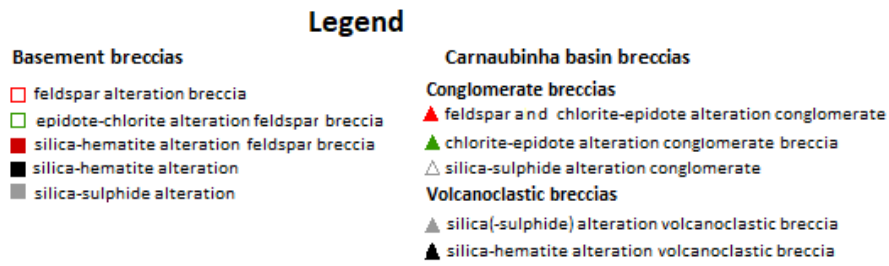 Legend
Basement breccias
feldspar alteration breccia
epidote-chlorite alteration feldspar breccia
silica-hematite alteration feldspar breccia
silica-hematite alteration
silica-sulphide alteration
Carnaubinha basin breccias
Conglomerate breccias
feldspar and chlorite-epidote alteration conglomerate
chlorite-epidote alteration conglomerate breccia
silica-sulphide alteration conglomerate
Volcanoclastic breccias
silica(-sulphide) alteration volcanoclastic breccia
silica-hematite alteration volcanoclastic breccia